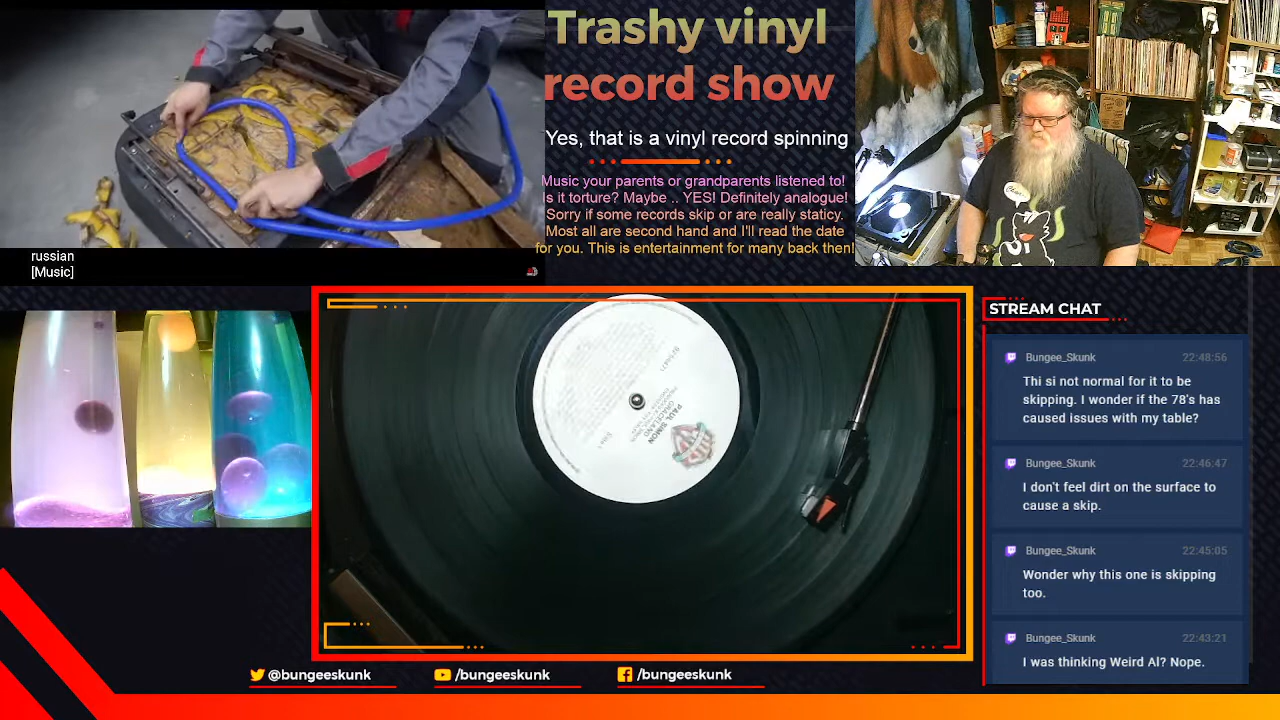 Trashy vinyl
record show
Yes, that is a vinyl record spinning
Music your parents or grandparents listened to!
Is it torture? Maybe .. YES! Definitely analogue!
Sorry if some records skip or are really staticy.
Most all are second hand and I'll read the date
for you. This is entertainment for many back then!
russian
[Music]
PAUL SIMON
GRACELAND
STREAM CHAT
Bungee_Skunk 22:48:56
Thi si not normal for it to be
skipping. I wonder if the 78's has
caused issues with my table?
Bungee_Skunk 22:46:47
I don't feel dirt on the surface to
cause a skip.
Bungee_Skunk 22:45:05
Wonder why this one is skipping
too.
Bungee_Skunk 22:43:21
I was thinking Weird Al? Nope.
@bungeeskunk
/bungeeskunk
/bungeeskunk